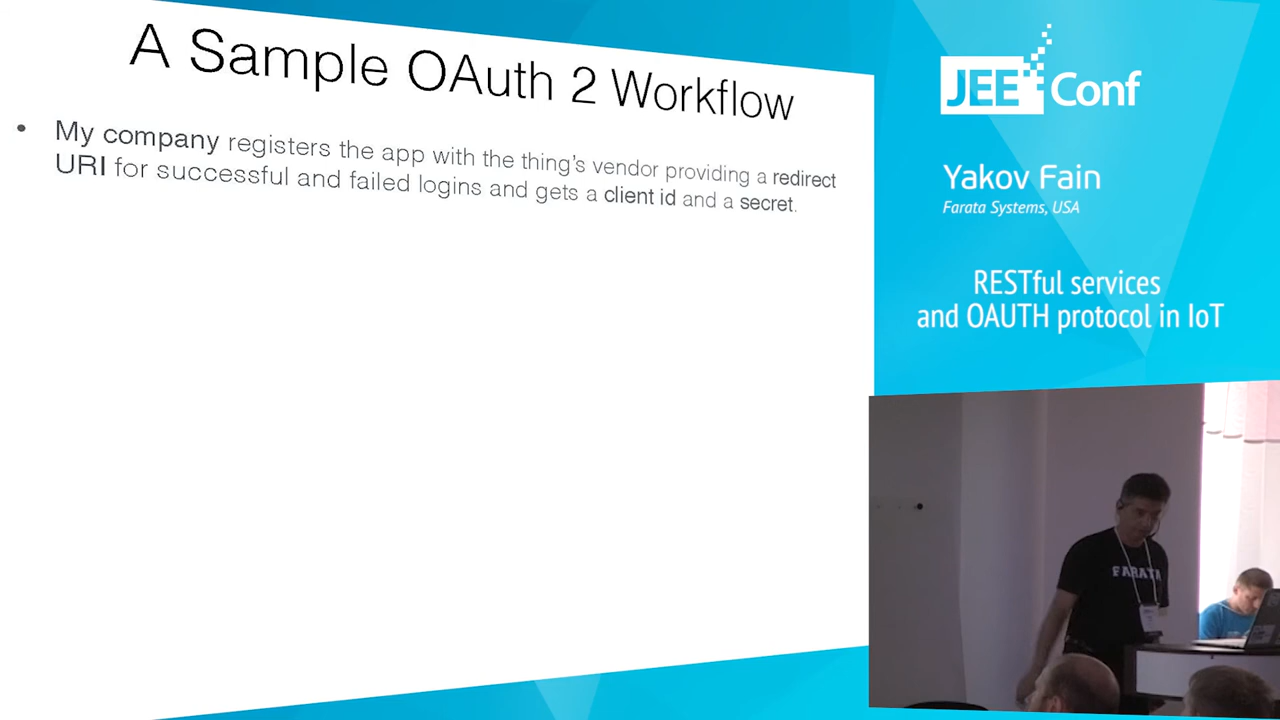 A Sample OAuth 2 Workflow
• My company registers the app with the thing's vendor providing a redirect
URI for successful and failed logins and gets a client id and a secret.
JEE Conf
Yakov Fain
Farata Systems, USA
RESTful services
and OAUTH protocol in IoT
FARATA